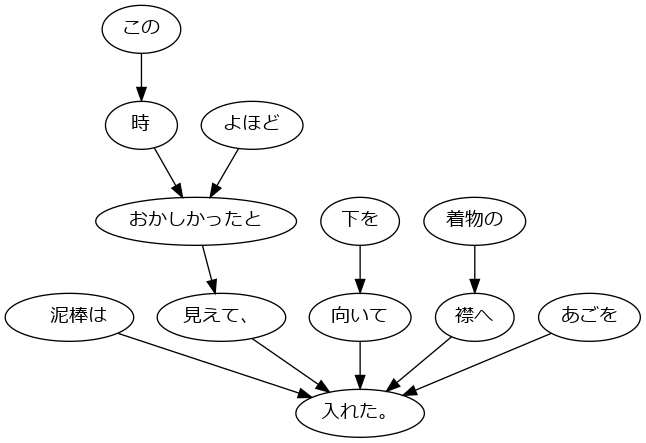 この
時
よほど
おかしかったと
下を
着物の
泥棒は
見えて、
向いて
襟へ
あごを
入れた。